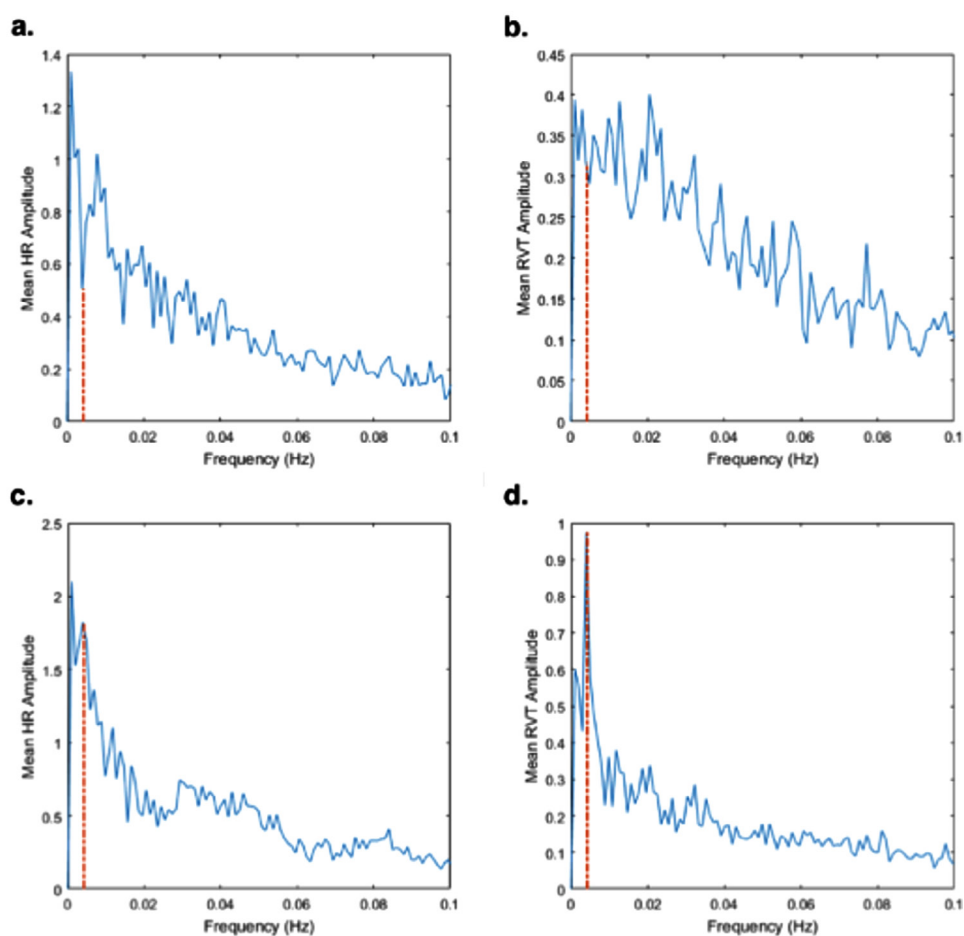 a.
b.
1.4
1.2
1
0.8
0.6
0.4
0.2
0
Mean HR Amplitude
0 0.02 0.04 0.06 0.08 0.1
Frequency (Hz)
0.45
0.4
0.35
0.3
0.25
0.2
0.15
0.1
0.05
0
Mean RVT Amplitude
0 0.02 0.04 0.06 0.08 0.1
Frequency (Hz)
c.
d.
2.5
2
1.5
1
0.5
0
Mean HR Amplitude
0 0.02 0.04 0.06 0.08 0.1
Frequency (Hz)
1
0.9
0.8
0.7
0.6
0.5
0.4
0.3
0.2
0.1
0
Mean RVT Amplitude
0 0.02 0.04 0.06 0.08 0.1
Frequency (Hz)